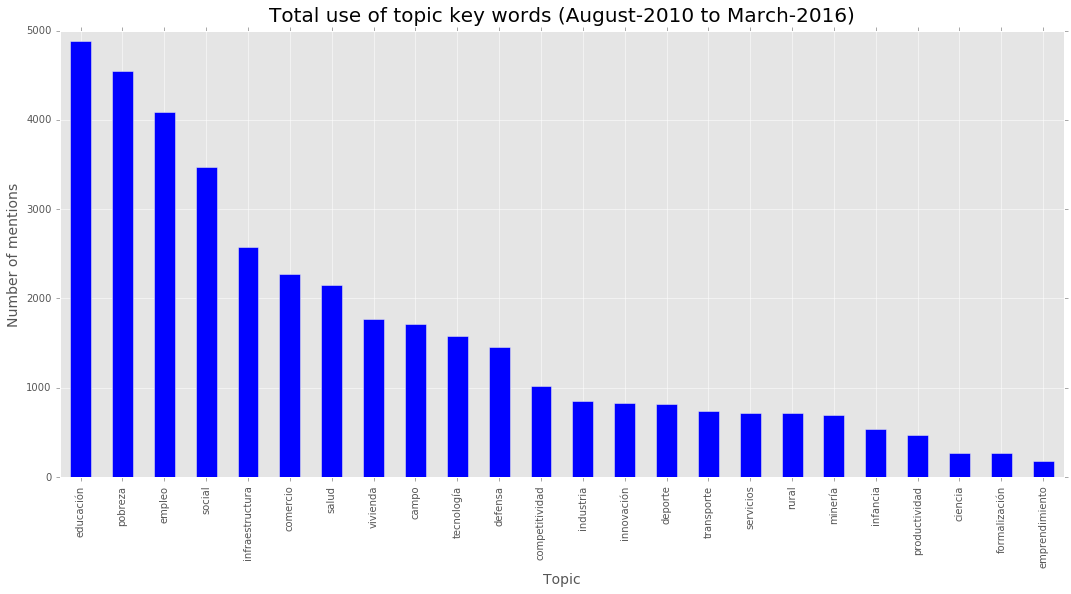 Total use of topic key words (August-2010 to March-2016)
5000
4000
3000
2000
1000
0
Number of mentions
educación
pobreza
empleo
social
infraestructura
comercio
salud
vivienda
campo
tecnología
defensa
competitividad
industria
innovación
deporte
transporte
servicios
rural
minería
infancia
productividad
ciencia
formalización
emprendimiento
Topic